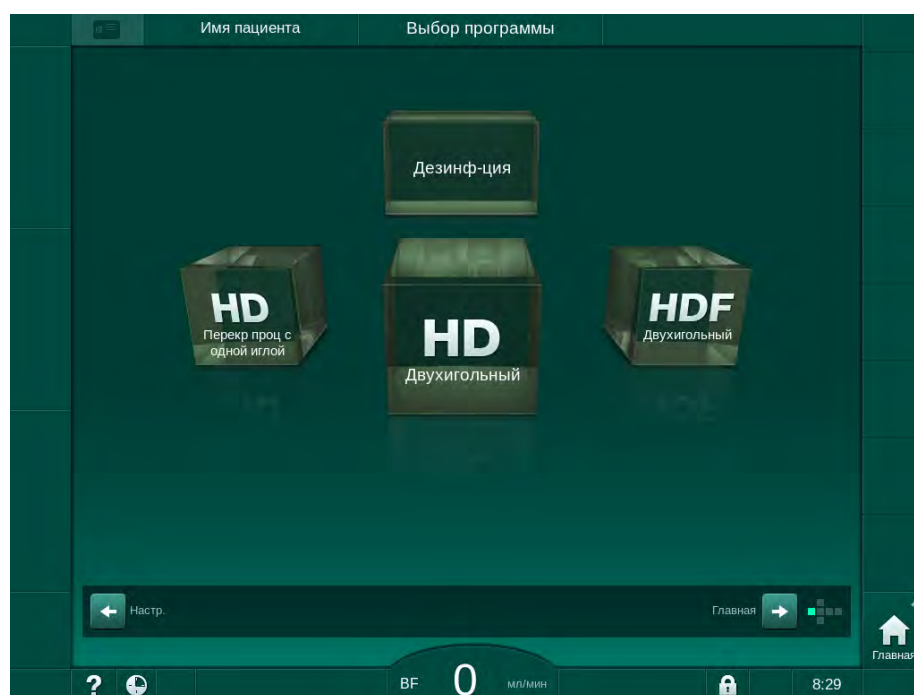 Имя пациента
Выбор программы
Дезинф-ция
HD
Перекр проц с
одной иглой
HD
Двухигольный
HDF
Двухигольный
Настр.
Главная
Главная
?
BF 0 мл/мин
8:29